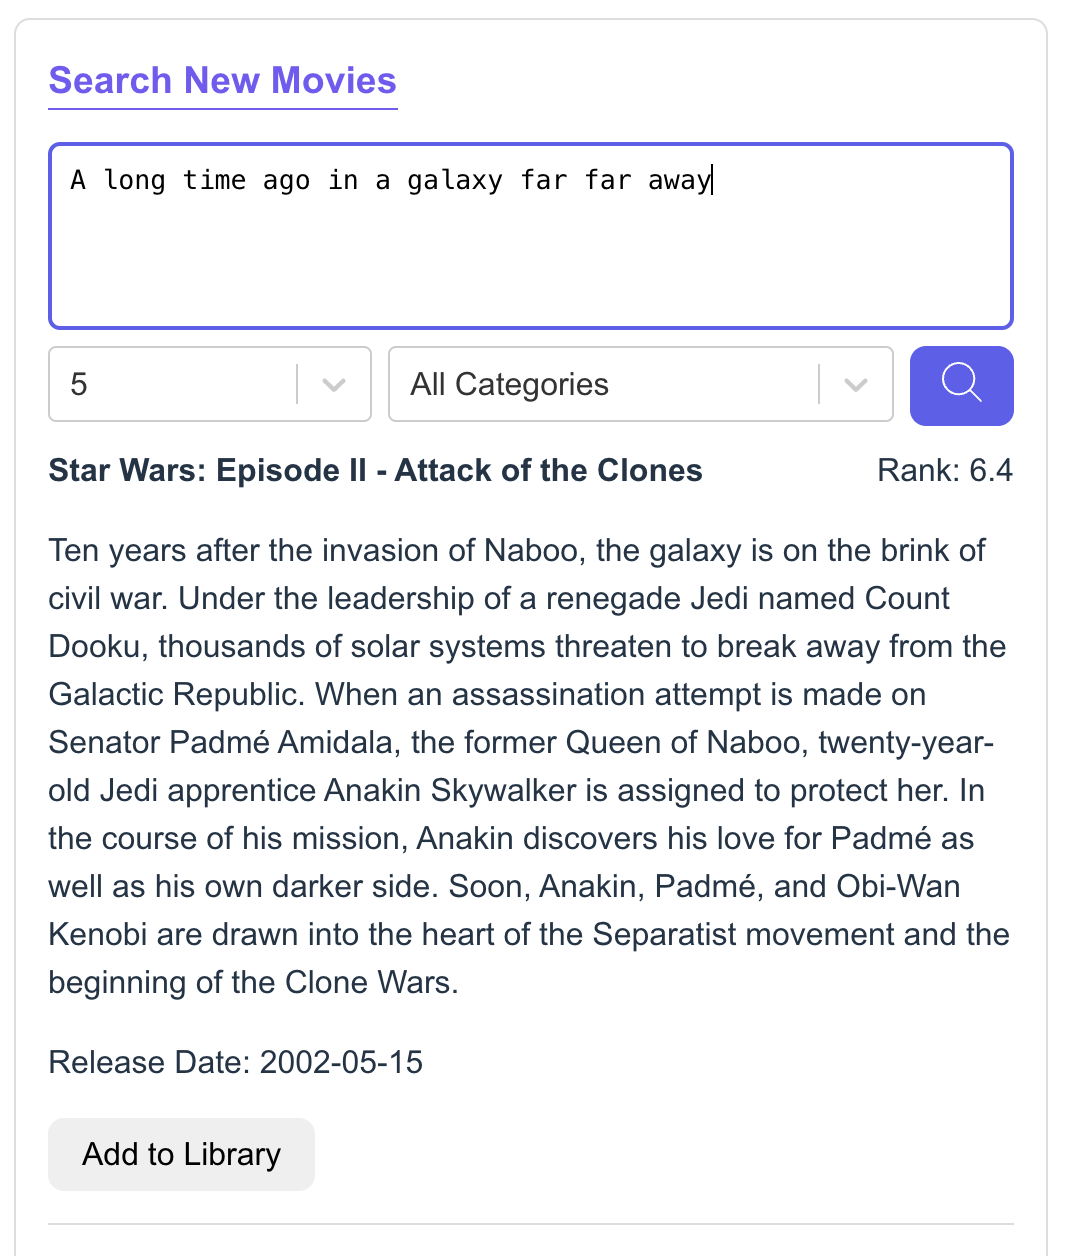 Search New Movies
A long time ago in a galaxy far far away
5
All Categories
Star Wars: Episode II - Attack of the Clones
Rank: 6.4
Ten years after the invasion of Naboo, the galaxy is on the brink of
civil war. Under the leadership of a renegade Jedi named Count
Dooku, thousands of solar systems threaten to break away from the
Galactic Republic. When an assassination attempt is made on
Senator Padmé Amidala, the former Queen of Naboo, twenty-year-
old Jedi apprentice Anakin Skywalker is assigned to protect her. In
the course of his mission, Anakin discovers his love for Padmé as
well as his own darker side. Soon, Anakin, Padmé, and Obi-Wan
Kenobi are drawn into the heart of the Separatist movement and the
beginning of the Clone Wars.
Release Date: 2002-05-15
Add to Library